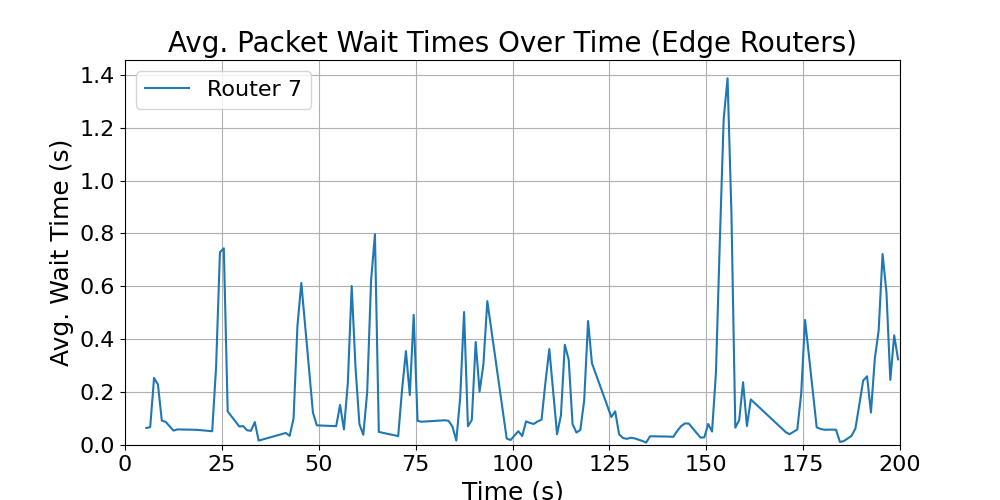 Avg. Packet Wait Times Over Time (Edge Routers)
Avg. Wait Time (s)
1.4
1.2
1.0
0.8
0.6
0.4
0.2
0.0
Router 7
0 25 50 75 100 125 150 175 200
Time (s)